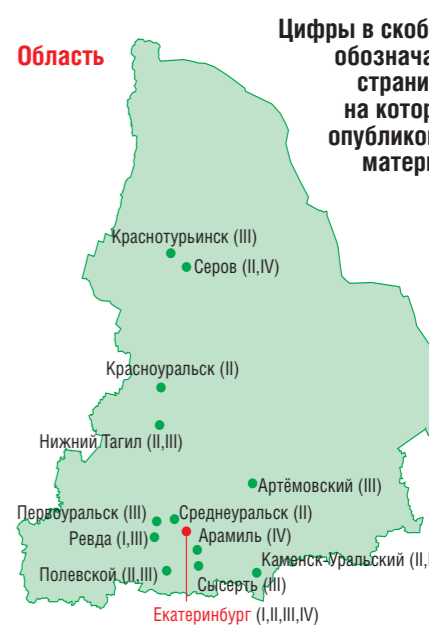 Область
Цифры в скоб
обознача
страни
на котор
опубликов
матери
Краснотурьинск (III)
Серов (II,IV)
Красноуральск (II)
Нижний Тагил (II,III)
Артёмовский (III)
Первоуральск (III)
Среднеуральск (II)
Ревда (I,III)
Арамиль (IV)
Каменск-Уральский (II,
Полевской (II,III)
Сысерть (III)
Екатеринбург (I,II,III,IV)